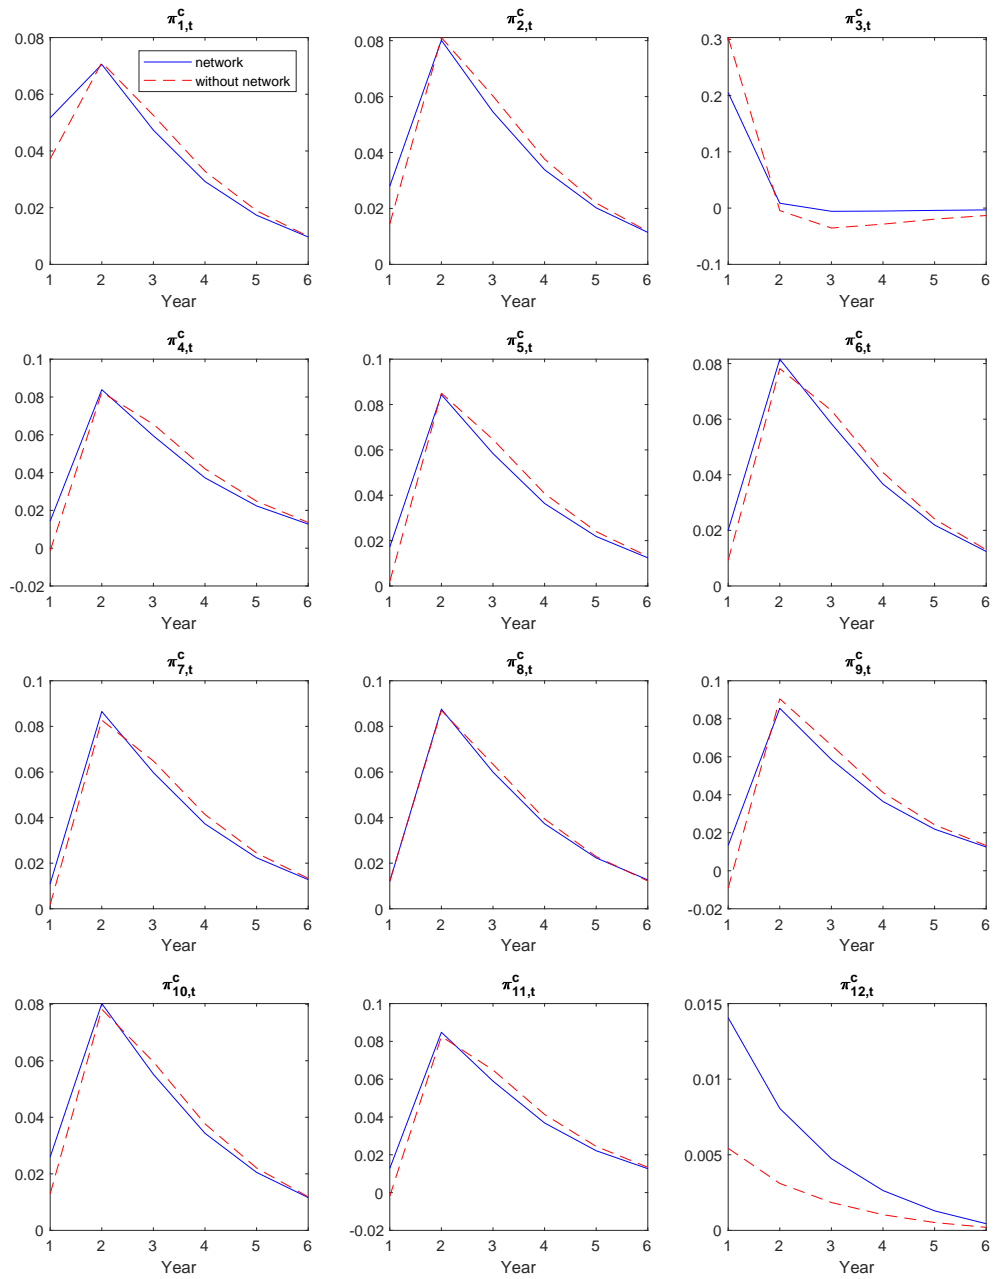 π^c_{1,t}
0.08
0.06
0.04
0.02
0
1 2 3 4 5 6
Year
network
without network
π^c_{2,t}
0.08
0.06
0.04
0.02
0
1 2 3 4 5 6
Year
π^c_{3,t}
0.3
0.2
0.1
0
-0.1
1 2 3 4 5 6
Year
π^c_{4,t}
0.1
0.08
0.06
0.04
0.02
0
-0.02
1 2 3 4 5 6
Year
π^c_{5,t}
0.1
0.08
0.06
0.04
0.02
0
1 2 3 4 5 6
Year
π^c_{6,t}
0.08
0.06
0.04
0.02
0
1 2 3 4 5 6
Year
π^c_{7,t}
0.1
0.08
0.06
0.04
0.02
0
1 2 3 4 5 6
Year
π^c_{8,t}
0.1
0.08
0.06
0.04
0.02
0
1 2 3 4 5 6
Year
π^c_{9,t}
0.1
0.08
0.06
0.04
0.02
0
-0.02
1 2 3 4 5 6
Year
π^c_{10,t}
0.08
0.06
0.04
0.02
0
1 2 3 4 5 6
Year
π^c_{11,t}
0.1
0.08
0.06
0.04
0.02
0
-0.02
1 2 3 4 5 6
Year
π^c_{12,t}
0.015
0.01
0.005
0
1 2 3 4 5 6
Year